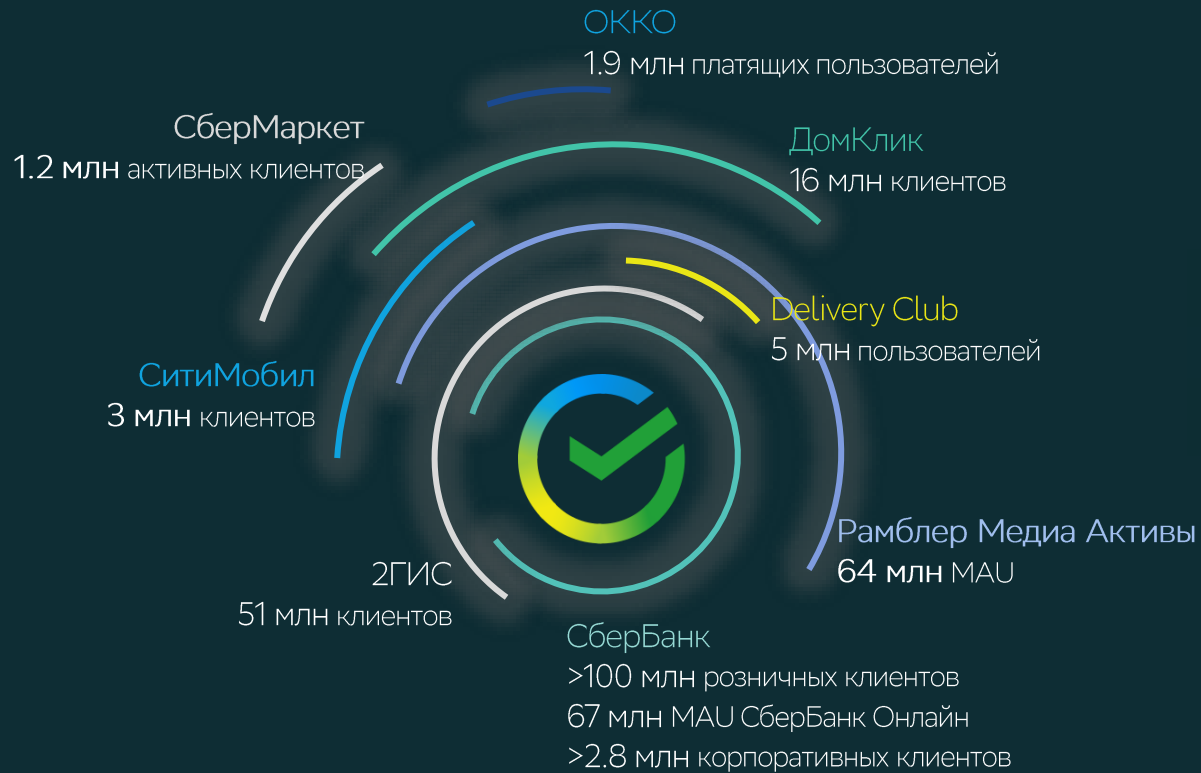 ОККО
1.9 млн платящих пользователей
СберМаркет
1.2 млн активных клиентов
ДомКлик
16 млн клиентов
Delivery Club
5 млн пользователей
СитиМобил
3 млн клиентов
Рамблер Медиа Активы
64 млн MAU
2ГИС
51 млн клиентов
СберБанк
>100 млн розничных клиентов
67 млн MAU СберБанк Онлайн
>2.8 млн корпоративных клиентов